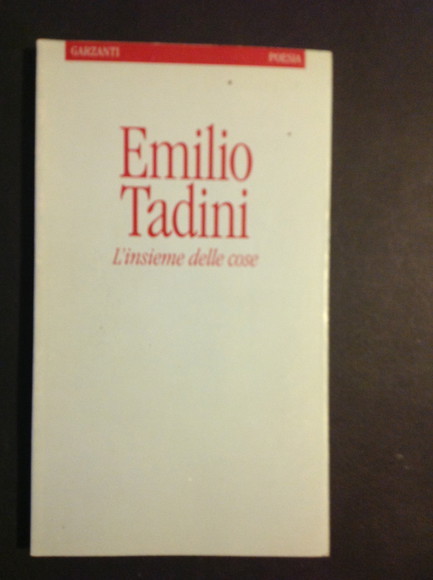 GARZANTI POESIA
Emilio
Tadini
L'insieme delle cose